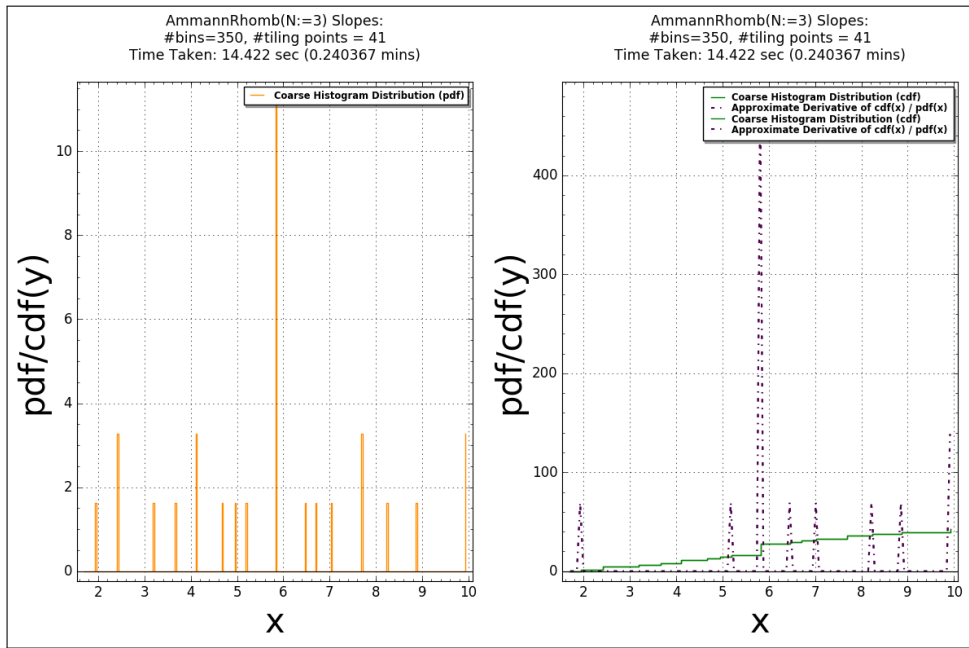 AmmannRhomb(N:=3) Slopes:
#bins=350, #tiling points = 41
Time Taken: 14.422 sec (0.240367 mins)
Coarse Histogram Distribution (pdf)
pdf/cdf(y)
10
8
6
4
2
0
2 3 4 5 6 7 8 9 10
x
AmmannRhomb(N:=3) Slopes:
#bins=350, #tiling points = 41
Time Taken: 14.422 sec (0.240367 mins)
Coarse Histogram Distribution (cdf)
Approximate Derivative of cdf(x) / pdf(x)
Coarse Histogram Distribution (cdf)
Approximate Derivative of cdf(x) / pdf(x)
pdf/cdf(y)
400
300
200
100
0
2 3 4 5 6 7 8 9 10
x